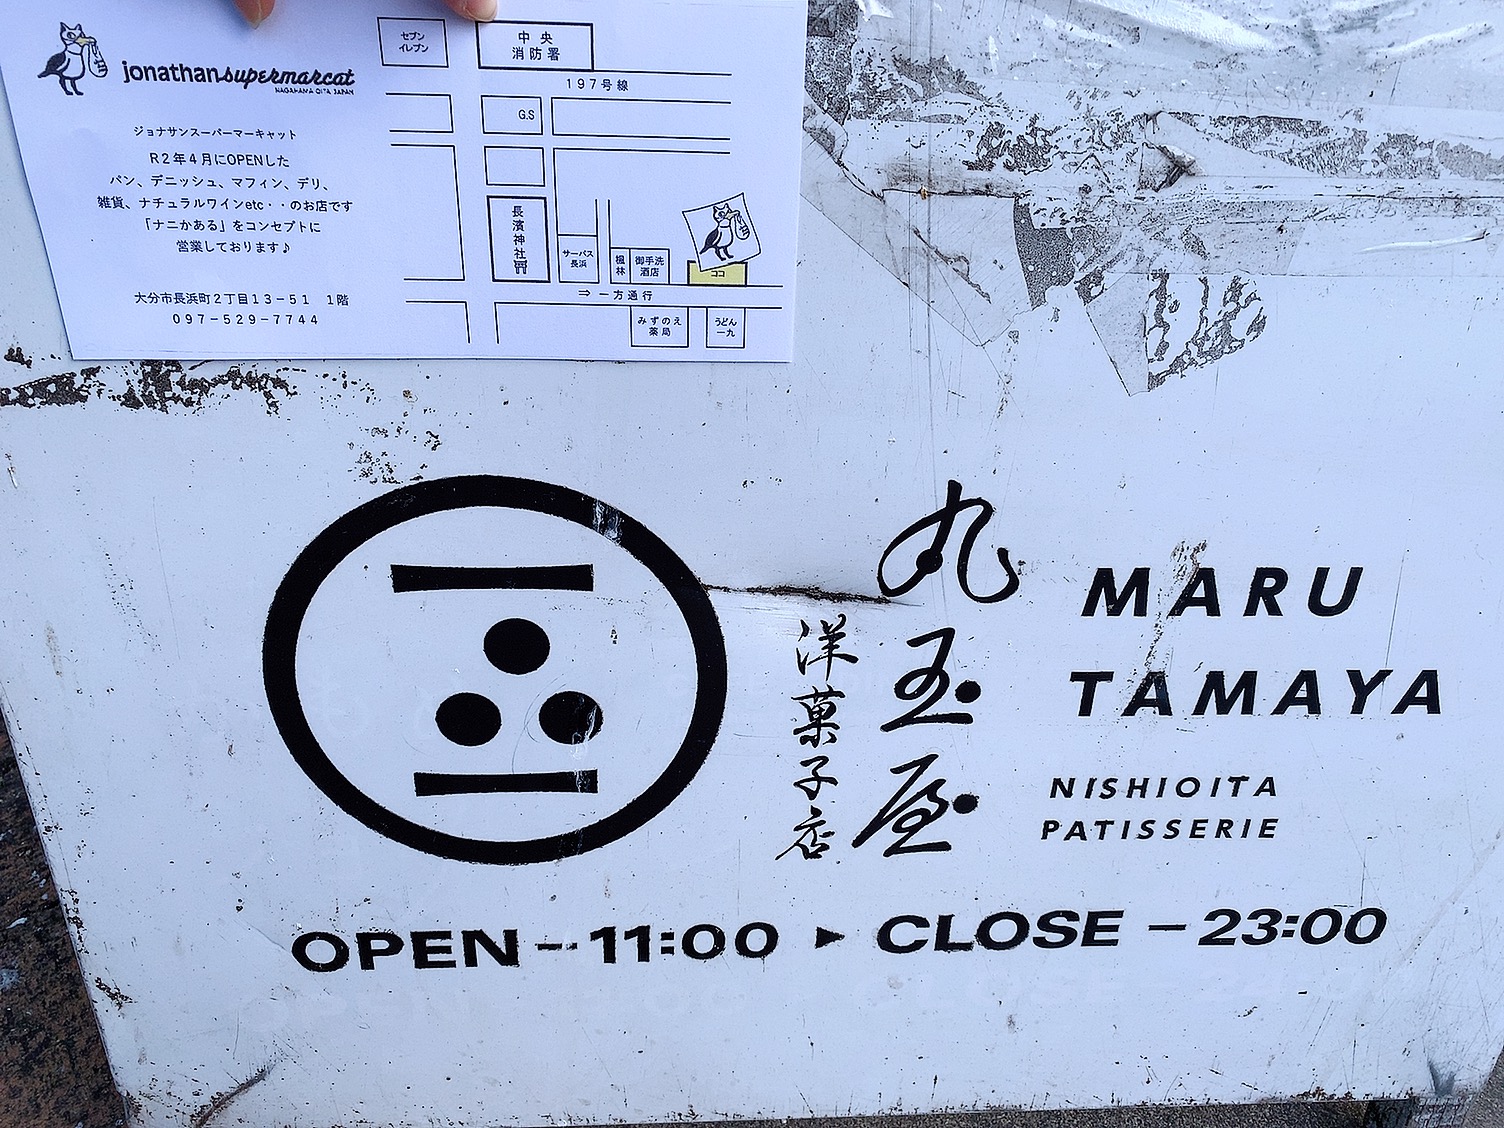 jonathansupermarcat
NAGAHAMA OITA JAPAN
ジョナサンスーパーマーキャット
R2年4月にOPENした
パン、デニッシュ、マフィン、デリ、
雑貨、ナチュラルワインetc・・のお店です
「ナニかある」をコンセプトに
営業しております♪
大分市長浜町2丁目13-51 1階
097-529-7744
セブン
イレブン
中央
消防署
197号線
G.S
長濱神社
サーパス
長浜
楓林
御手洗
酒店
ココ
⇒ 一方通行
みずのえ
薬局
うどん
一九
丸玉屋
洋菓子店
MARU
TAMAYA
NISHIOITA
PATISSERIE
OPEN-11:00 ▶ CLOSE-23:00